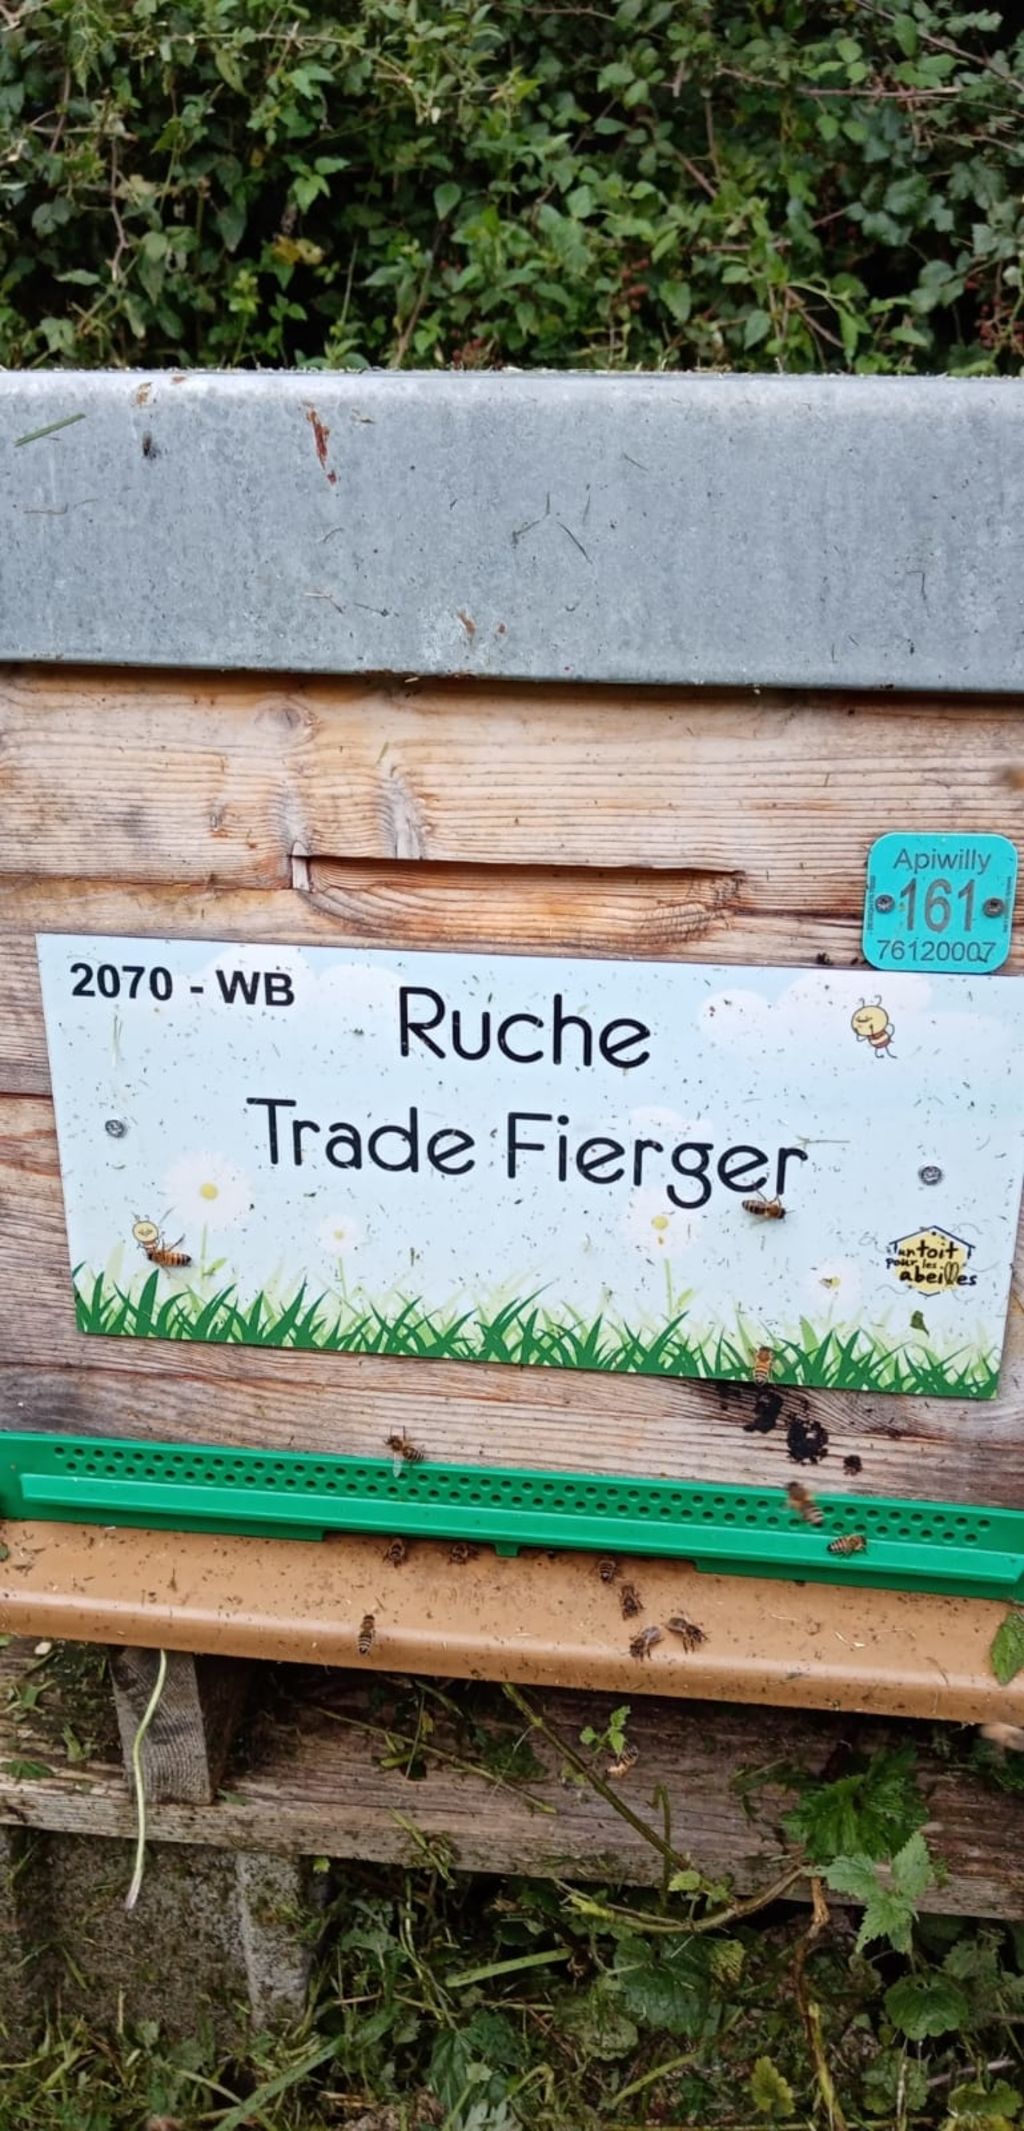 Apiwilly
161
76120007
2070 - WB
Ruche
Trade Fierger
un toit
pour les
abeilles